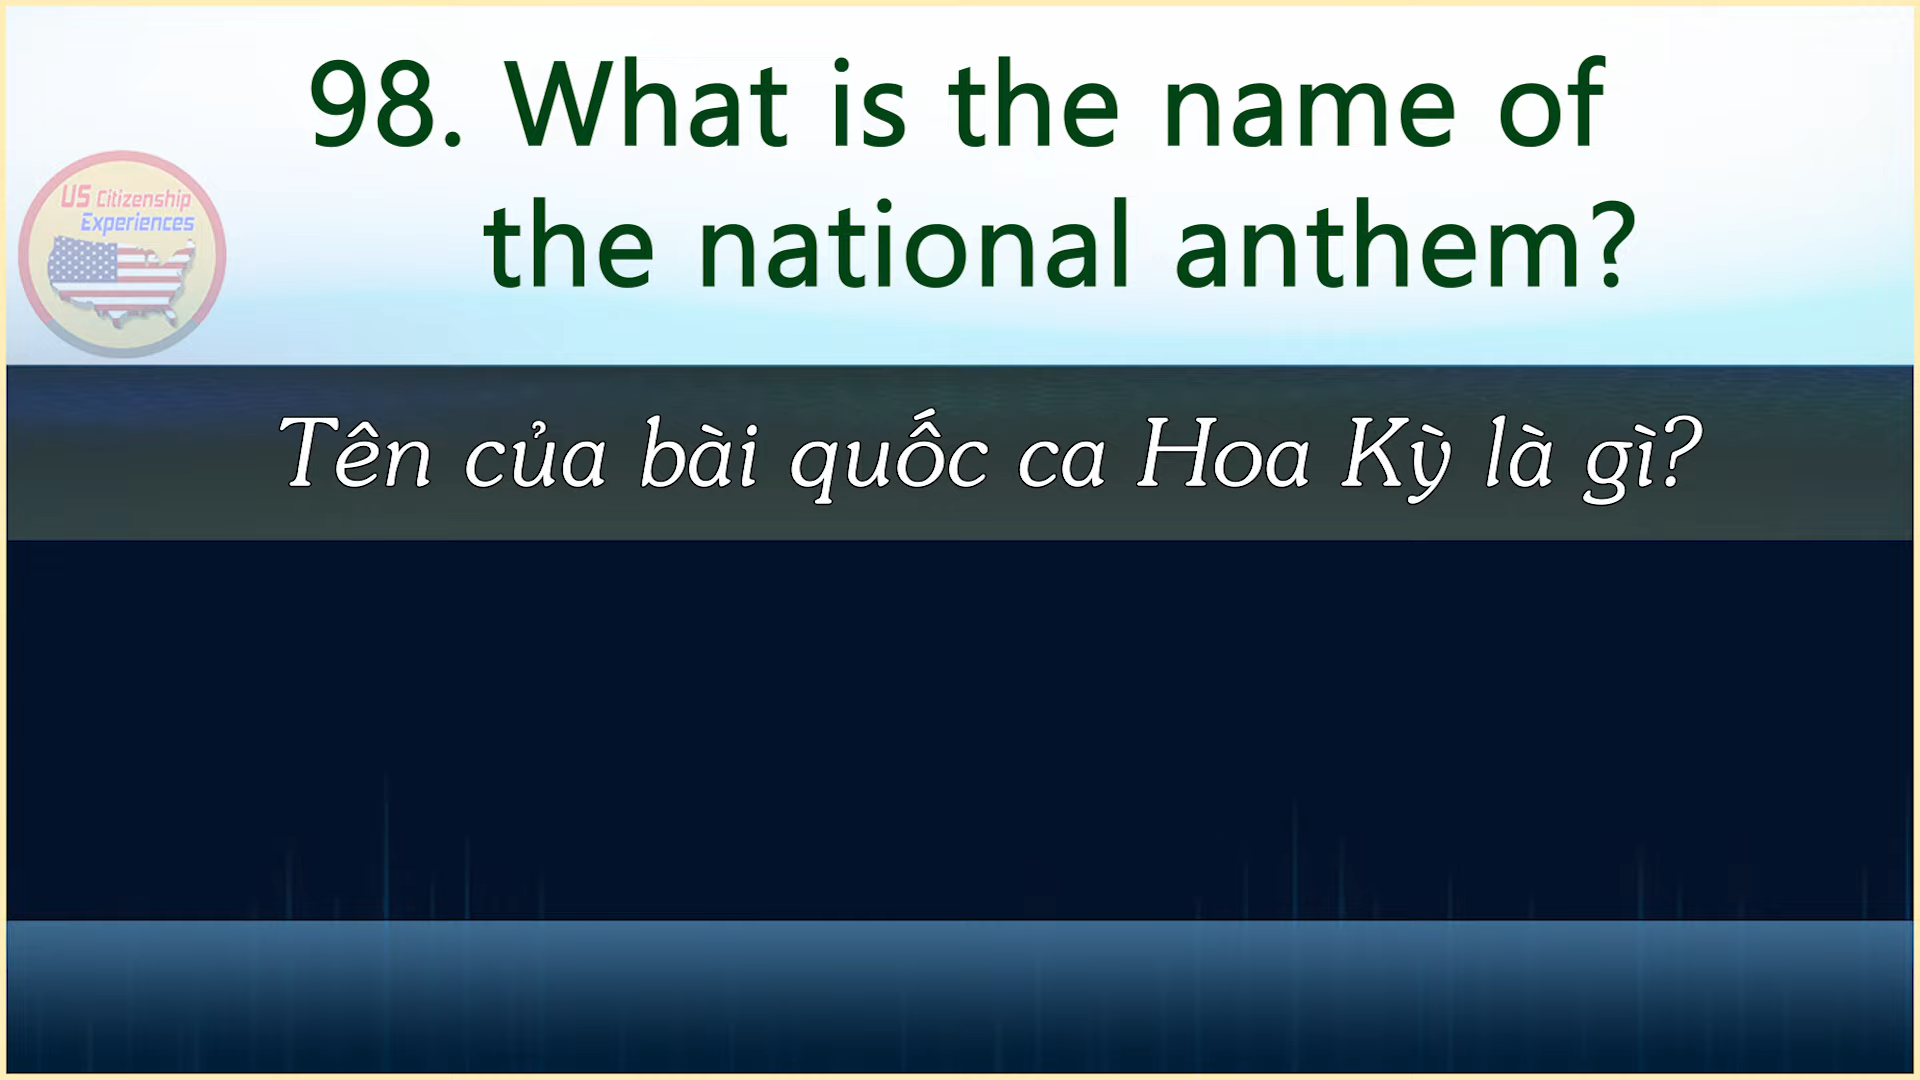 98. What is the name of
the national anthem?
US Citizenship
Experiences
Tên của bài quốc ca Hoa Kỳ là gì?